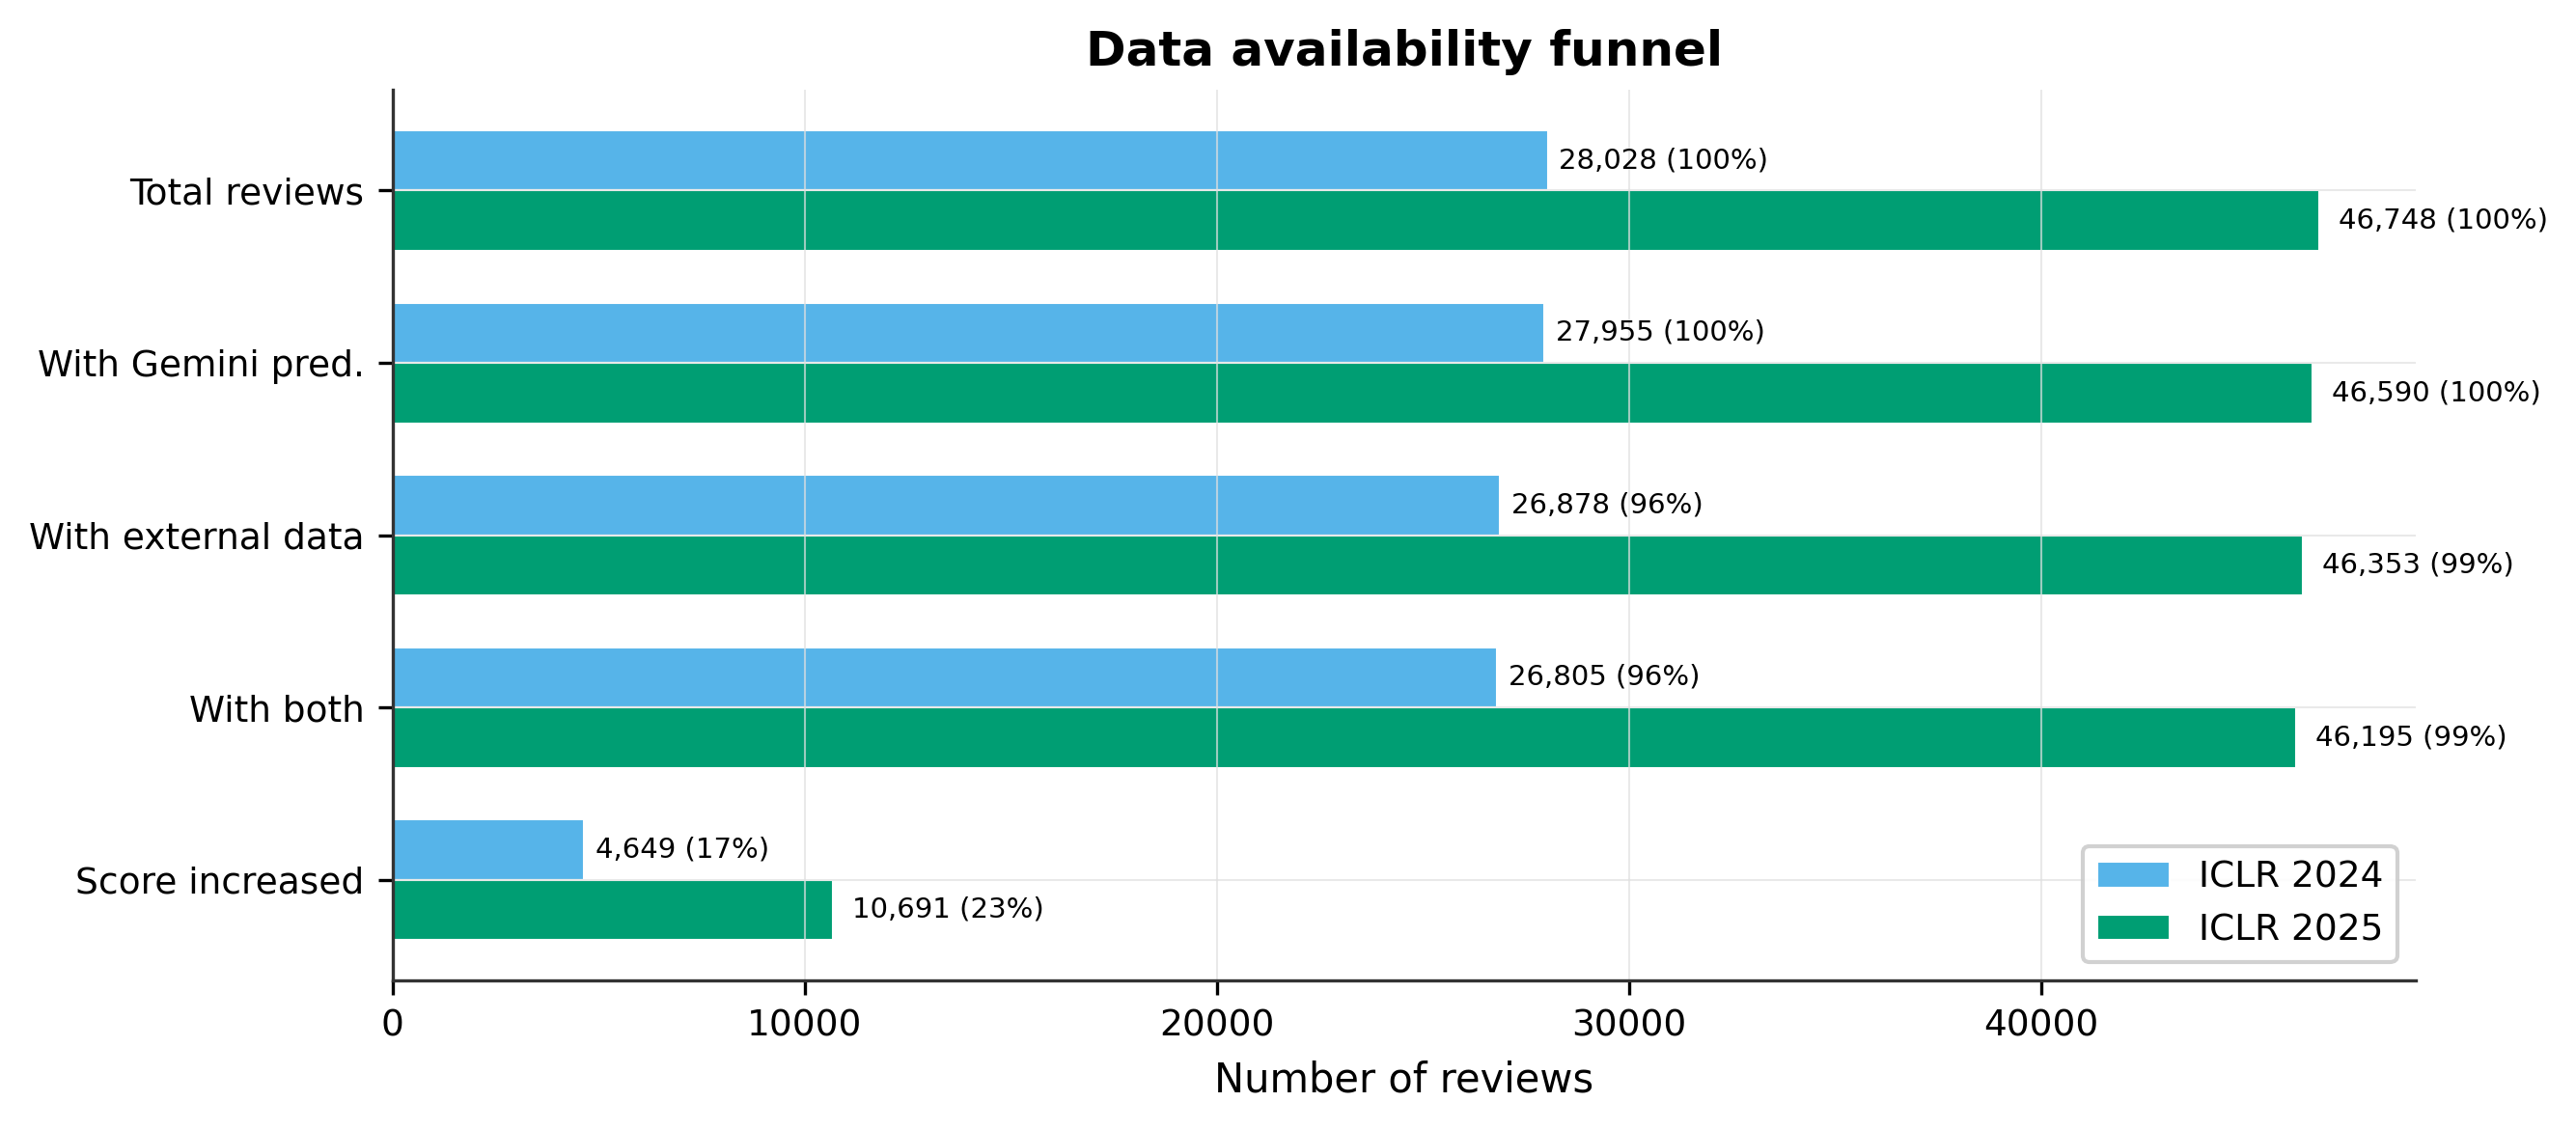 Data availability funnel
Total reviews
28,028 (100%)
46,748 (100%)
With Gemini pred.
27,955 (100%)
46,590 (100%)
With external data
26,878 (96%)
46,353 (99%)
With both
26,805 (96%)
46,195 (99%)
Score increased
4,649 (17%)
10,691 (23%)
ICLR 2024
ICLR 2025
0 10000 20000 30000 40000
Number of reviews